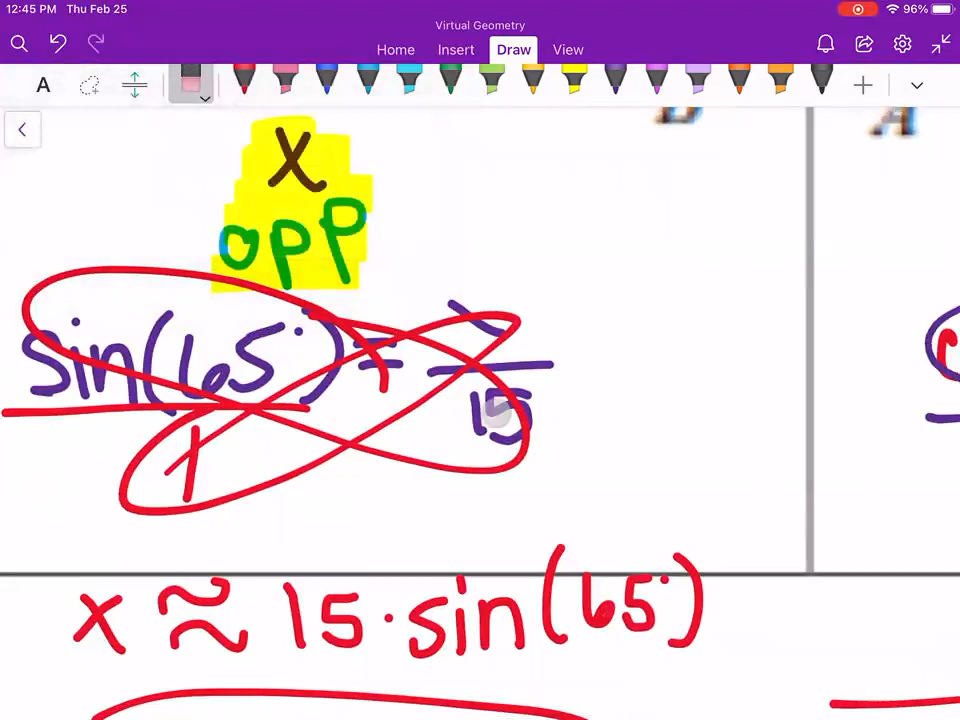 12:45 PM Thu Feb 25
96%
Virtual Geometry
Home Insert Draw View
A
x
opp
sin(65°) =
15
1
x ≈ 15 · sin(65°)